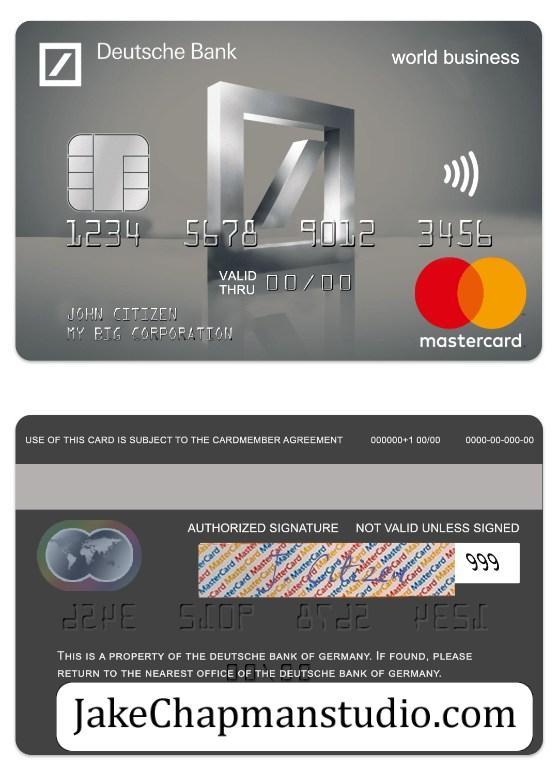 Deutsche Bank
world business
1234 5678 9012 3456
VALID THRU 00/00
JOHN CITIZEN
MY BIG CORPORATION
mastercard
USE OF THIS CARD IS SUBJECT TO THE CARDMEMBER AGREEMENT 000000+1 00/00 0000-00-000-00
AUTHORIZED SIGNATURE NOT VALID UNLESS SIGNED
MasterCard
J. Citizen
999
THIS IS A PROPERTY OF THE DEUTSCHE BANK OF GERMANY. IF FOUND, PLEASE
RETURN TO THE NEAREST OFFICE OF THE DEUTSCHE BANK OF GERMANY.
JakeChapmanstudio.com